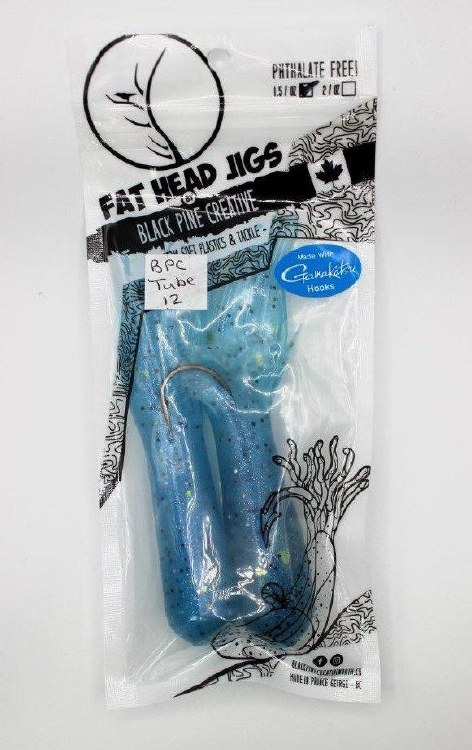 PHTHALATE FREE!
1.5/OZ 2/OZ
FAT HEAD JIGS
BY
BLACK PINE CREATIVE
SOFT PLASTICS & TACKLE -
Made With
Gamakatsu
Hooks
BPC
Tube
12
MADE IN PRINCE GEORGE - BC